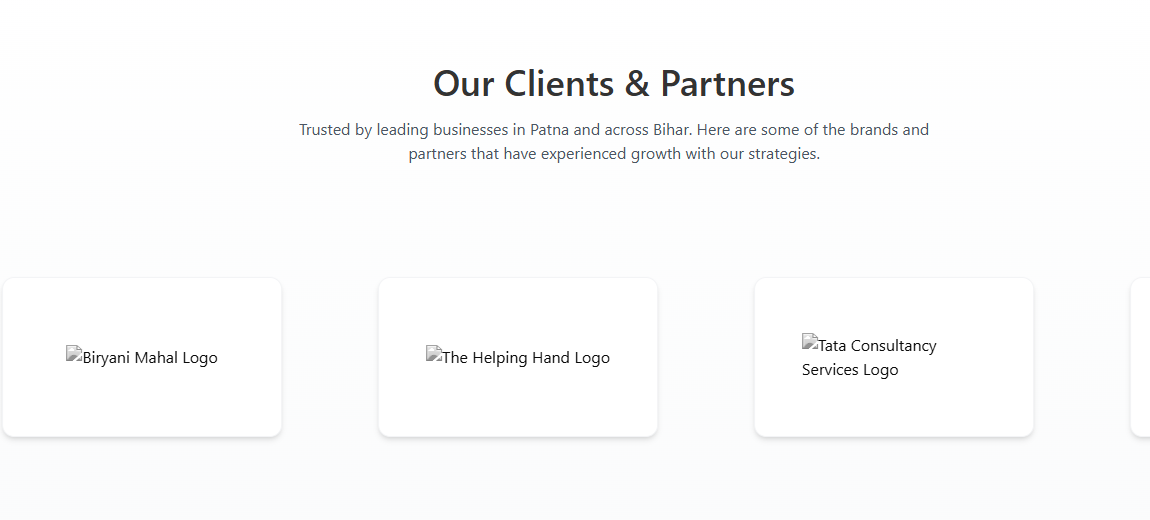 Our Clients & Partners
Trusted by leading businesses in Patna and across Bihar. Here are some of the brands and
partners that have experienced growth with our strategies.
Biryani Mahal Logo
The Helping Hand Logo
Tata Consultancy
Services Logo